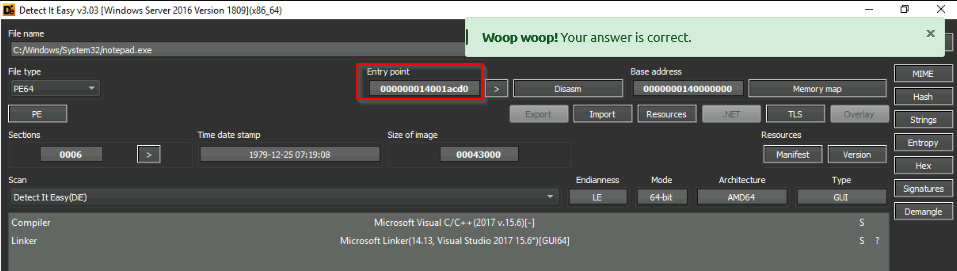 Detect It Easy v3.03 [Windows Server 2016 Version 1809](x86_64)
Woop woop! Your answer is correct.
File name
C:/Windows/System32/notepad.exe
File type
Entry point
Base address
PE64
000000014001acd0
>
Disasm
0000000140000000
Memory map
MIME
PE
Export
Import
Resources
.NET
TLS
Overlay
Hash
Strings
Sections
Time date stamp
Size of image
Resources
Entropy
0006
>
1979-12-25 07:19:08
00043000
Manifest
Version
Hex
Scan
Endianness
Mode
Architecture
Type
Detect It Easy(DiE)
LE
64-bit
AMD64
GUI
Signatures
Demangle
Compiler
Microsoft Visual C/C++(2017 v.15.6)[-]
S
Linker
Microsoft Linker(14.13, Visual Studio 2017 15.6*)[GUI64]
S ?